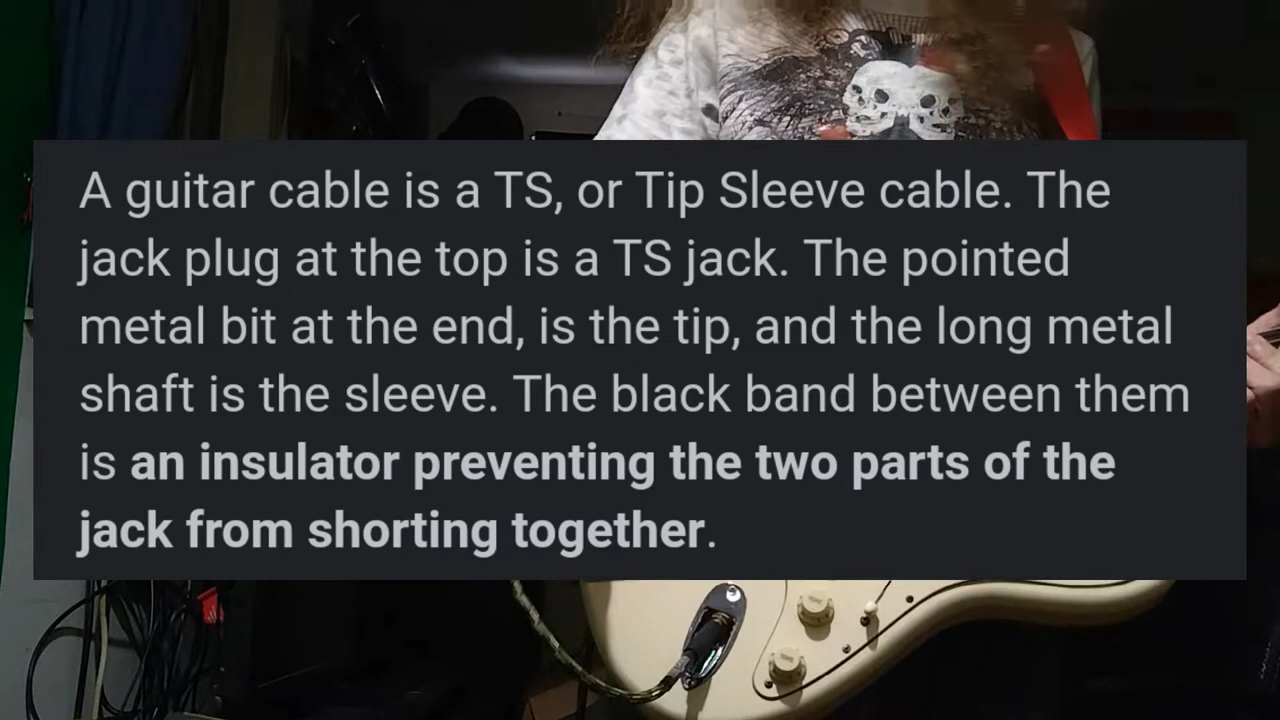 A guitar cable is a TS, or Tip Sleeve cable. The
jack plug at the top is a TS jack. The pointed
metal bit at the end, is the tip, and the long metal
shaft is the sleeve. The black band between them
is an insulator preventing the two parts of the
jack from shorting together.